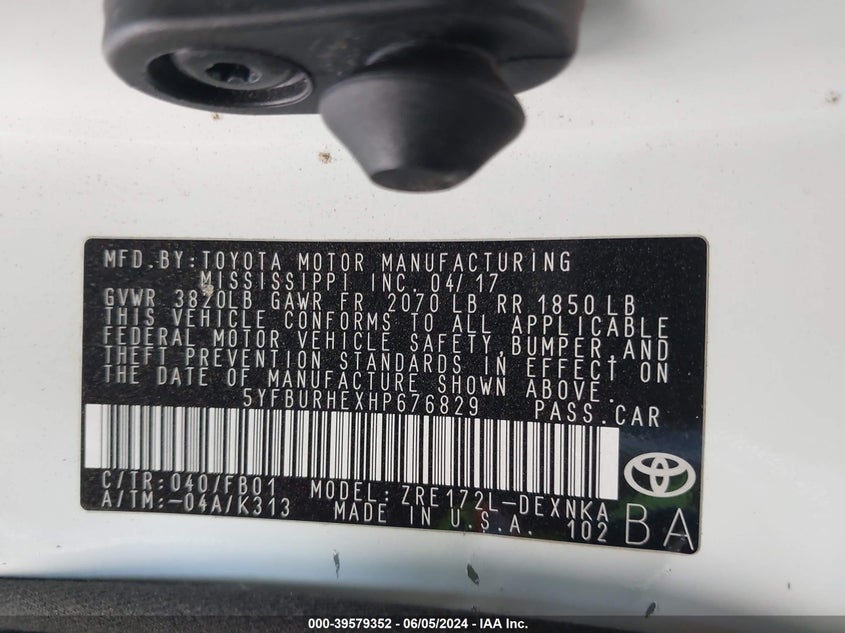 MFD.BY:TOYOTA MOTOR MANUFACTURING
MISSISSIPPI INC. 04/17
GVWR 3820LB GAWR FR 2070 LB RR 1850 LB
THIS VEHICLE CONFORMS TO ALL APPLICABLE
FEDERAL MOTOR VEHICLE SAFETY,BUMPER,AND
THEFT PREVENTION STANDARDS IN EFFECT ON
THE DATE OF MANUFACTURE SHOWN ABOVE.
5YFBURHEXHP676829 PASS.CAR
C/TR:040/FB01 MODEL:ZRE172L-DEXNKA
A/TM:-04A/K313 MADE IN U.S.A. 102 BA
000-39579352 - 06/05/2024 - IAA Inc.